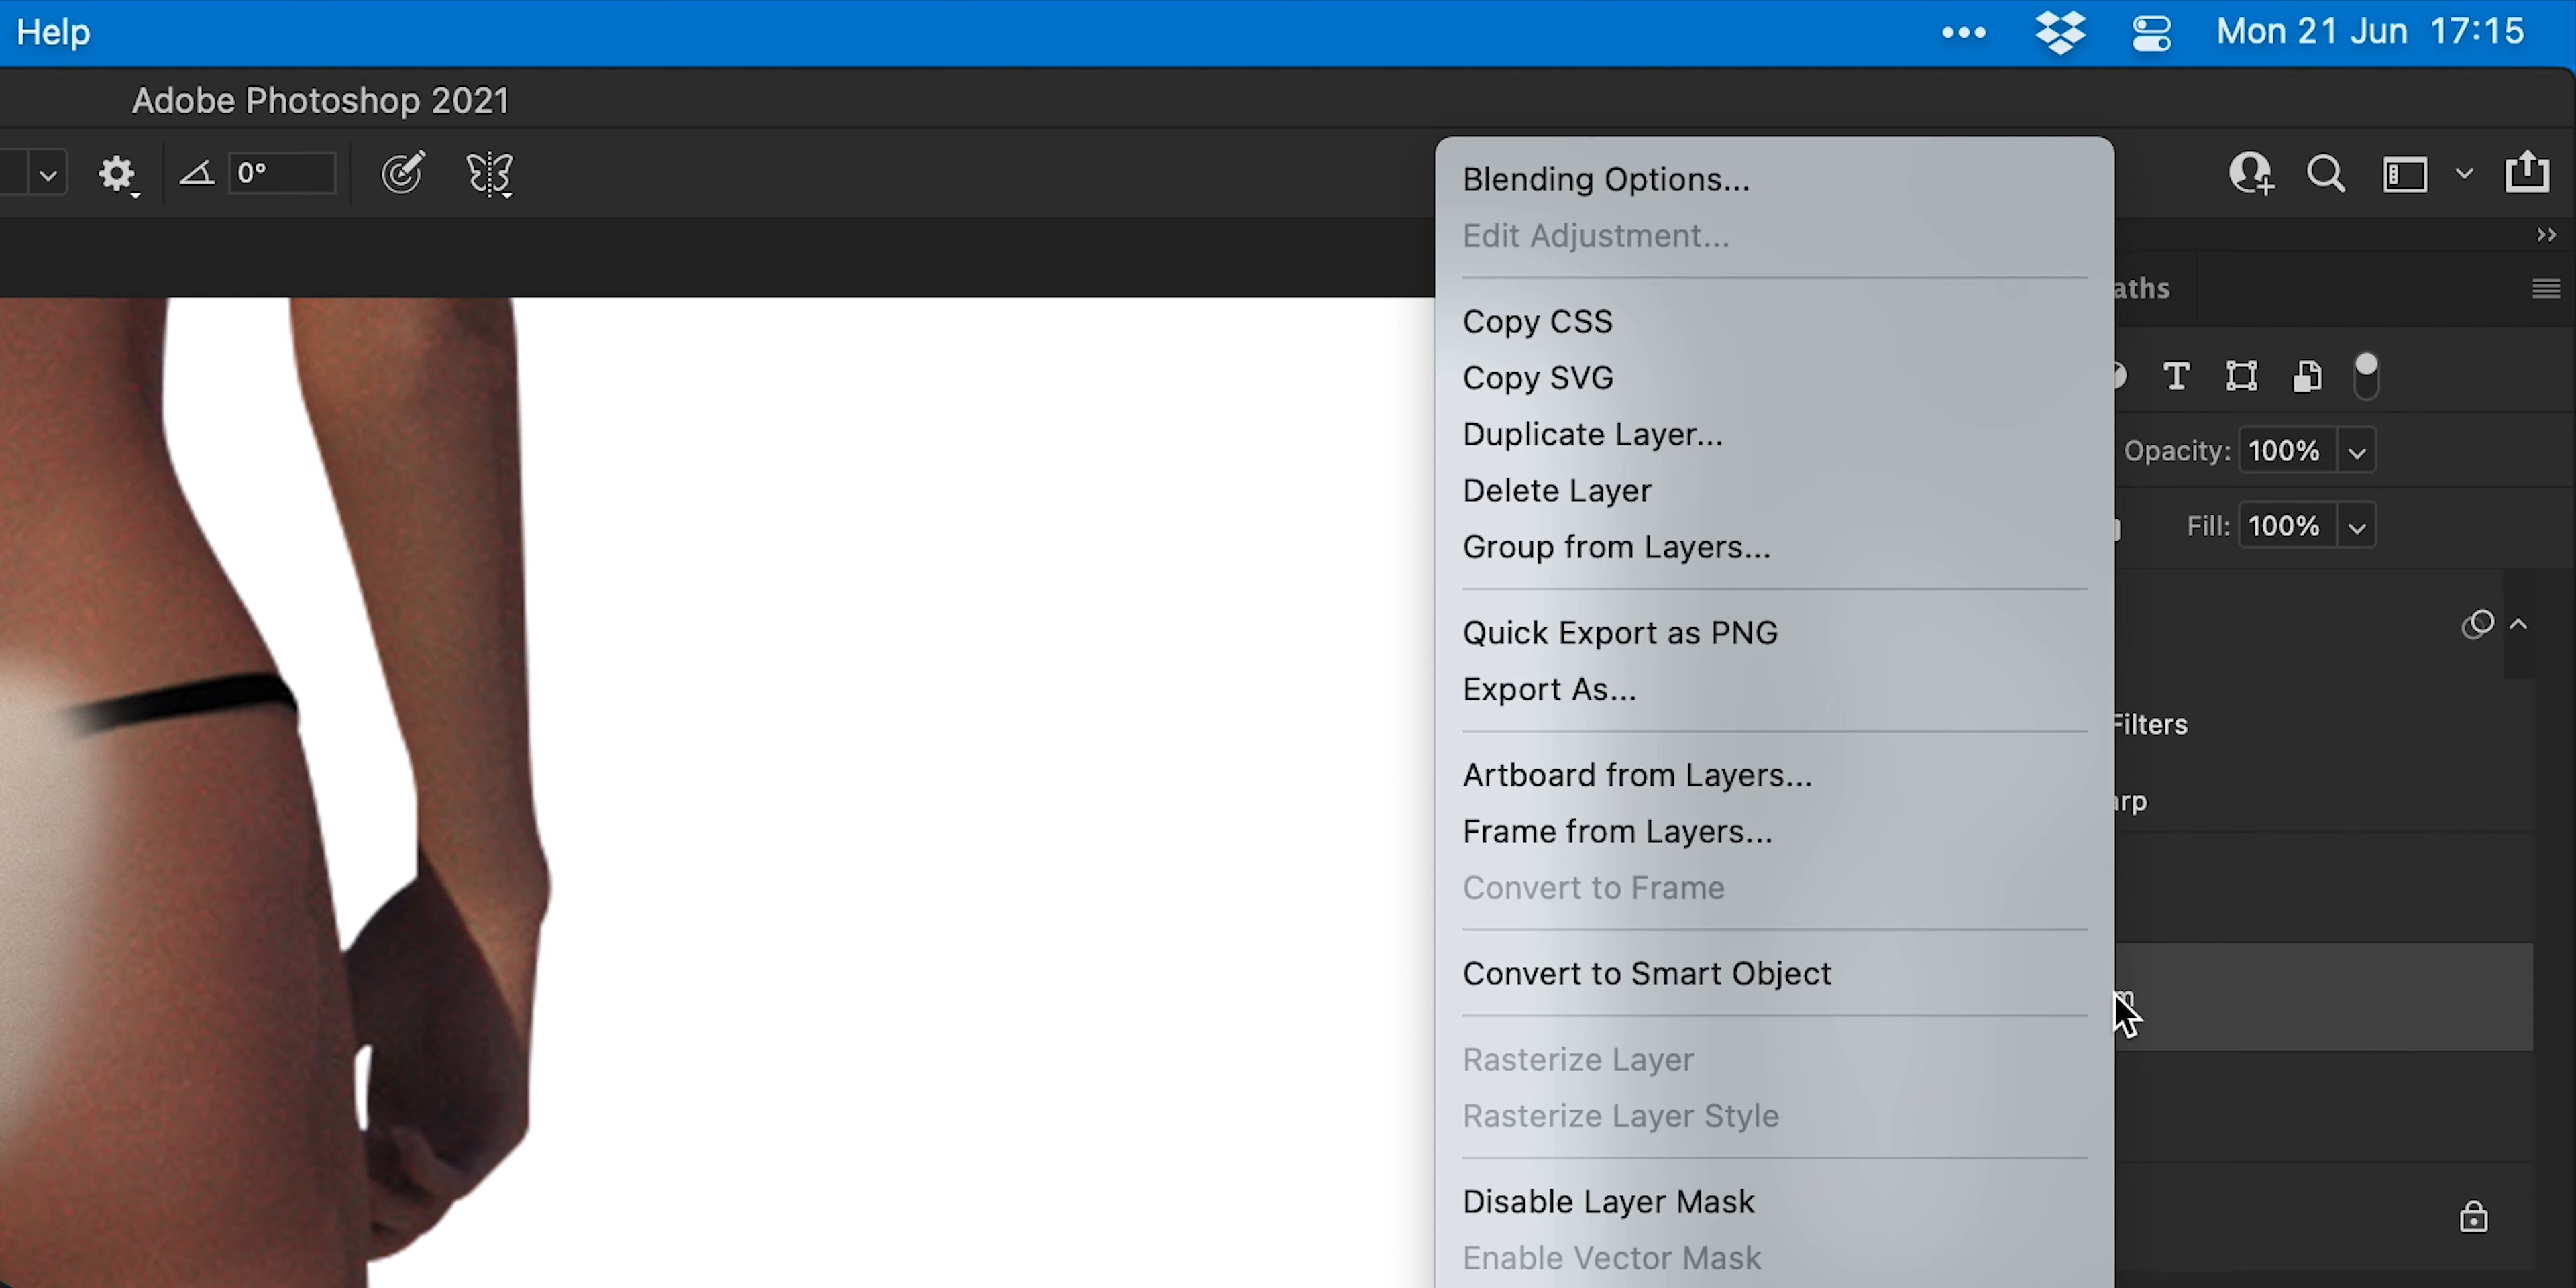 Help
Mon 21 Jun 17:15
Adobe Photoshop 2021
0°
Blending Options...
Edit Adjustment...
Copy CSS
Copy SVG
Duplicate Layer...
Delete Layer
Group from Layers...
Quick Export as PNG
Export As...
Artboard from Layers...
Frame from Layers...
Convert to Frame
Convert to Smart Object
Rasterize Layer
Rasterize Layer Style
Disable Layer Mask
Enable Vector Mask
aths
Opacity: 100%
Fill: 100%
Filters
arp